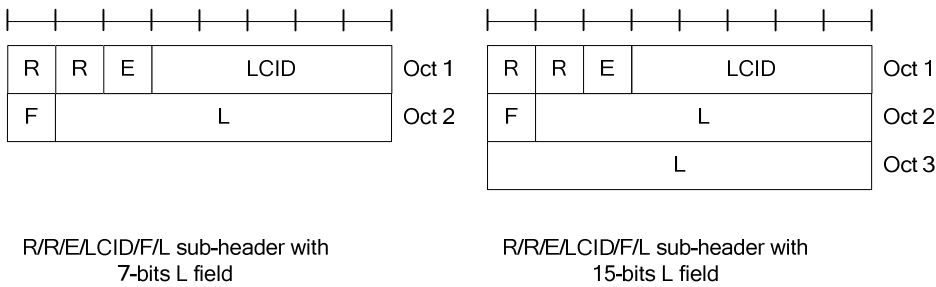 R R E LCID Oct 1
F L Oct 2
R/R/E/LCID/F/L sub-header with
7-bits L field
R R E LCID Oct 1
F L Oct 2
L Oct 3
R/R/E/LCID/F/L sub-header with
15-bits L field